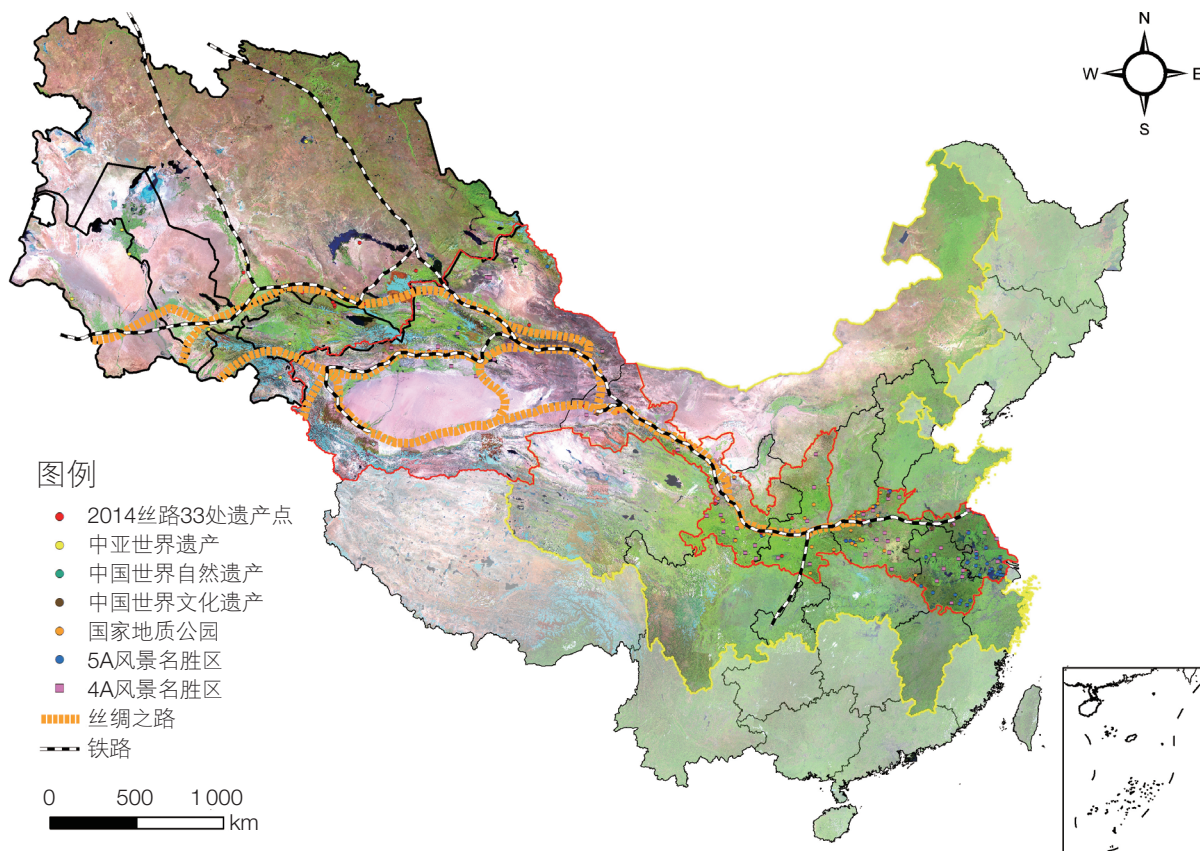 N
W E
S
图例
2014丝路33处遗产点
中亚世界遗产
中国世界自然遗产
中国世界文化遗产
国家地质公园
5A风景名胜区
4A风景名胜区
丝绸之路
铁路
0 500 1 000
km